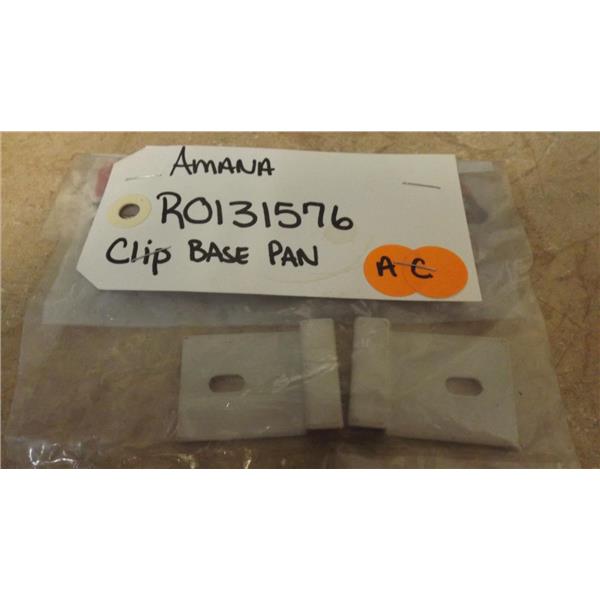 AMANA
R0131576
Clip BASE PAN
A-C